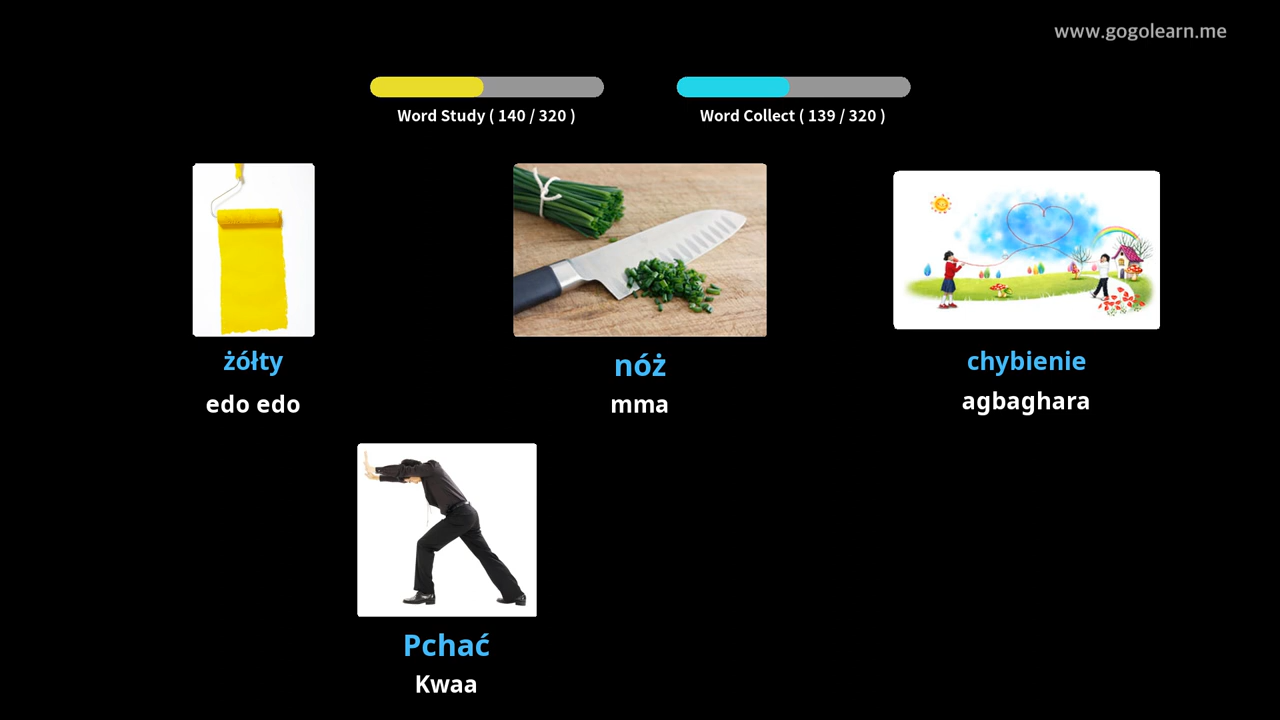 www.gogolearn.me
Word Study ( 140 / 320 )
Word Collect ( 139 / 320 )
żółty
edo edo
nóż
mma
chybienie
agbaghara
Pchać
Kwaa